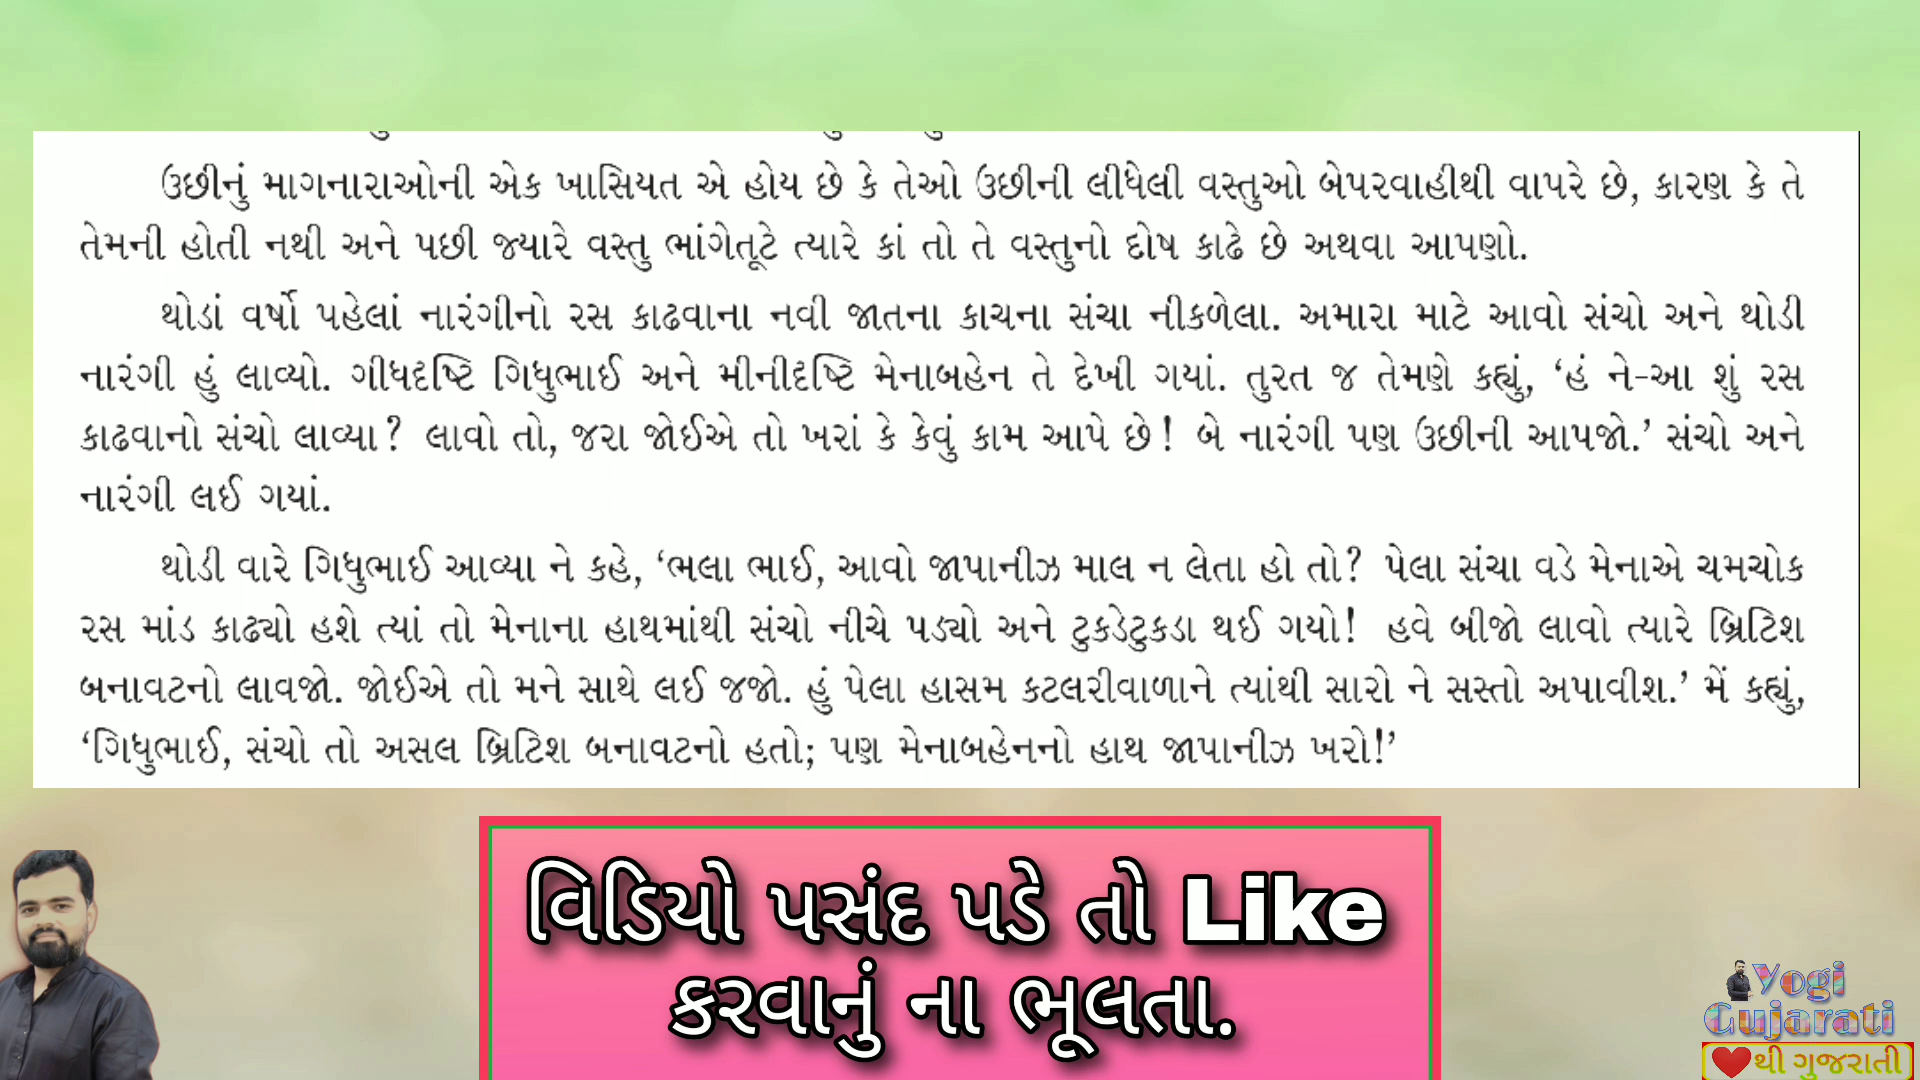 ઉછીનું માગનારાઓની એક ખાસિયત એ હોય છે કે તેઓ ઉછીની લીધેલી વસ્તુઓ બેપરવાહીથી વાપરે છે, કારણ કે તે
તેમની હોતી નથી અને પછી જ્યારે વસ્તુ ભાંગેતૂટે ત્યારે કાં તો તે વસ્તુનો દોષ કાઢે છે અથવા આપણો.
થોડાં વર્ષો પહેલાં નારંગીનો રસ કાઢવાના નવી જાતના કાચના સંચા નીકળેલા. અમારા માટે આવો સંચો અને થોડી
નારંગી હું લાવ્યો. ગીધદૃષ્ટિ ગિધુભાઈ અને મીનીદૃષ્ટિ મેનાબહેન તે દેખી ગયાં. તુરત જ તેમણે કહ્યું, ‘હં ને-આ શું રસ
કાઢવાનો સંચો લાવ્યા? લાવો તો, જરા જોઈએ તો ખરાં કે કેવું કામ આપે છે! બે નારંગી પણ ઉછીની આપજો.’ સંચો અને
નારંગી લઈ ગયાં.
થોડી વારે ગિધુભાઈ આવ્યા ને કહે, ‘ભલા ભાઈ, આવો જાપાનીઝ માલ ન લેતા હો તો? પેલા સંચા વડે મેનાએ ચમચોક
રસ માંડ કાઢ્યો હશે ત્યાં તો મેનાના હાથમાંથી સંચો નીચે પડ્યો અને ટુકડેટુકડા થઈ ગયો! હવે બીજો લાવો ત્યારે બ્રિટિશ
બનાવટનો લાવજો. જોઈએ તો મને સાથે લઈ જજો. હું પેલા હાસમ કટલરીવાળાને ત્યાંથી સારો ને સસ્તો અપાવીશ.’ મેં કહ્યું,
‘ગિધુભાઈ, સંચો તો અસલ બ્રિટિશ બનાવટનો હતો; પણ મેનાબહેનનો હાથ જાપાનીઝ ખરો!’
વિડિયો પસંદ પડે તો Like
કરવાનું ના ભૂલતા.
Yogi
Gujarati
થી ગુજરાતી